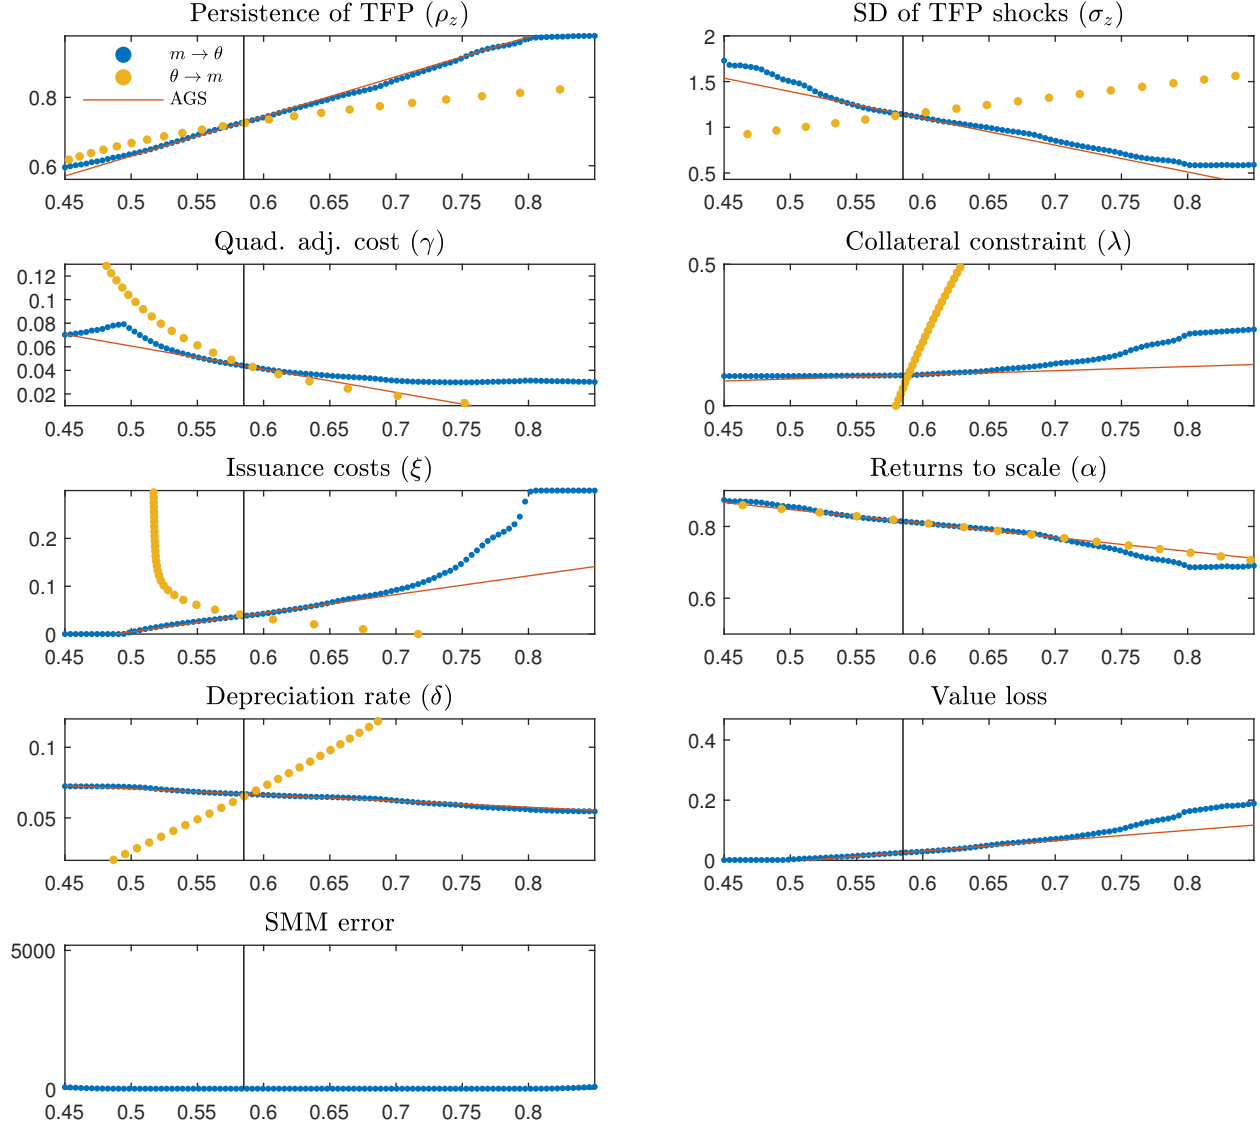 Persistence of TFP (ρz)
m → θ
θ → m
AGS
0.8
0.6
0.45 0.5 0.55 0.6 0.65 0.7 0.75 0.8
SD of TFP shocks (σz)
2
1.5
1
0.5
0.45 0.5 0.55 0.6 0.65 0.7 0.75 0.8
Quad. adj. cost (γ)
0.12
0.1
0.08
0.06
0.04
0.02
0.45 0.5 0.55 0.6 0.65 0.7 0.75 0.8
Collateral constraint (λ)
0.5
0
0.45 0.5 0.55 0.6 0.65 0.7 0.75 0.8
Issuance costs (ξ)
0.2
0.1
0
0.45 0.5 0.55 0.6 0.65 0.7 0.75 0.8
Returns to scale (α)
0.8
0.6
0.45 0.5 0.55 0.6 0.65 0.7 0.75 0.8
Depreciation rate (δ)
0.1
0.05
0.45 0.5 0.55 0.6 0.65 0.7 0.75 0.8
Value loss
0.4
0.2
0
0.45 0.5 0.55 0.6 0.65 0.7 0.75 0.8
SMM error
5000
0
0.45 0.5 0.55 0.6 0.65 0.7 0.75 0.8